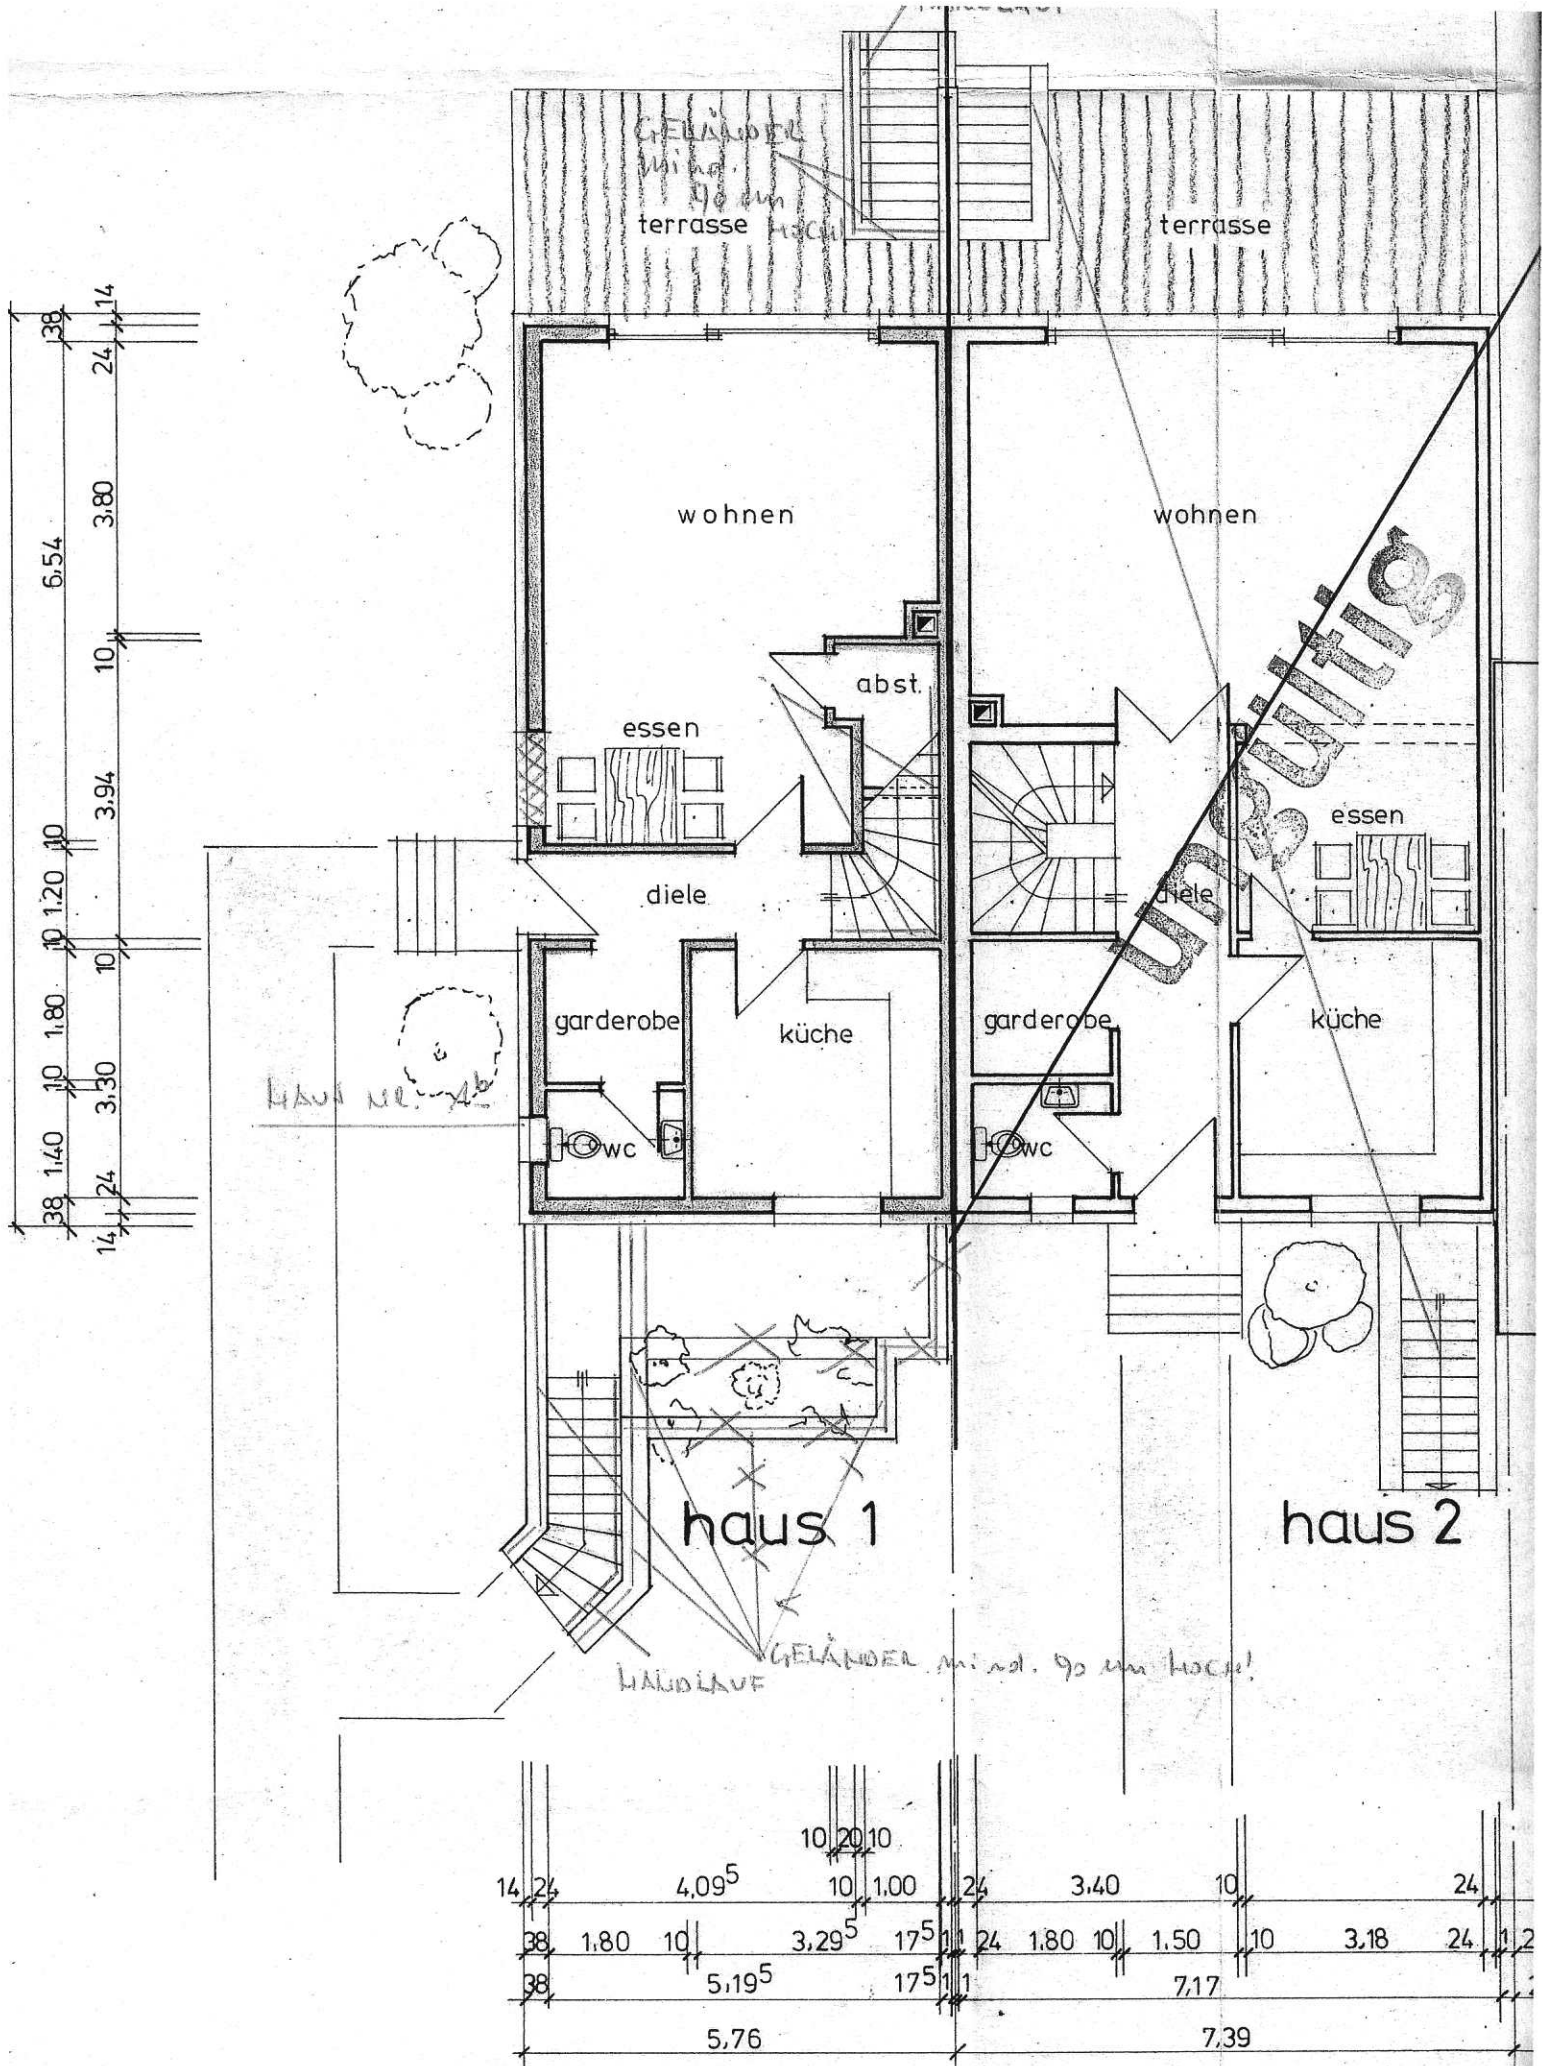 GELÄNDER
mind.
90 cm
HOCH!
terrasse
terrasse
wohnen
wohnen
ungültig
abst.
essen
essen
diele
diele
garderobe
küche
garderobe
küche
wc
wc
HAUS NR.
haus 1
haus 2
HANDLAUF
GELÄNDER mind. 90 cm HOCH!
38
14
24
6,54
3,80
10
3,94
10
1,20
10
10
1,80
10
3,30
1,40
24
38
14
10 20 10
14 24 4,09⁵ 10 1,00 24 3,40 10 24
38 1,80 10 3,29⁵ 17⁵ 1 1 24 1,80 10 1,50 10 3,18 24
38 5,19⁵ 17⁵ 1 1 7,17
5,76 7,39